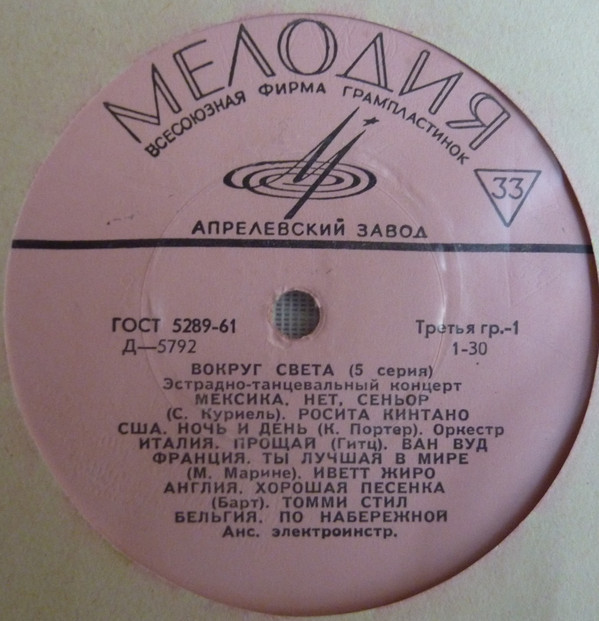 МЕЛОДИЯ
ВСЕСОЮЗНАЯ ФИРМА ГРАМПЛАСТИНОК
33
АПРЕЛЕВСКИЙ ЗАВОД
ГОСТ 5289-61
Третья гр.-1
Д—5792
1-30
ВОКРУГ СВЕТА (5 серия)
Эстрадно-танцевальный концерт
МЕКСИКА. НЕТ, СЕНЬОР
(С. Куриель). РОСИТА КИНТАНО
США. НОЧЬ И ДЕНЬ (К. Портер). Оркестр
ИТАЛИЯ. ПРОЩАЙ (Гитц). ВАН ВУД
ФРАНЦИЯ. ТЫ ЛУЧШАЯ В МИРЕ
(М. Марине). ИВЕТТ ЖИРО
АНГЛИЯ. ХОРОШАЯ ПЕСЕНКА
(Барт). ТОММИ СТИЛ
БЕЛЬГИЯ. ПО НАБЕРЕЖНОЙ
Анс. электроинстр.